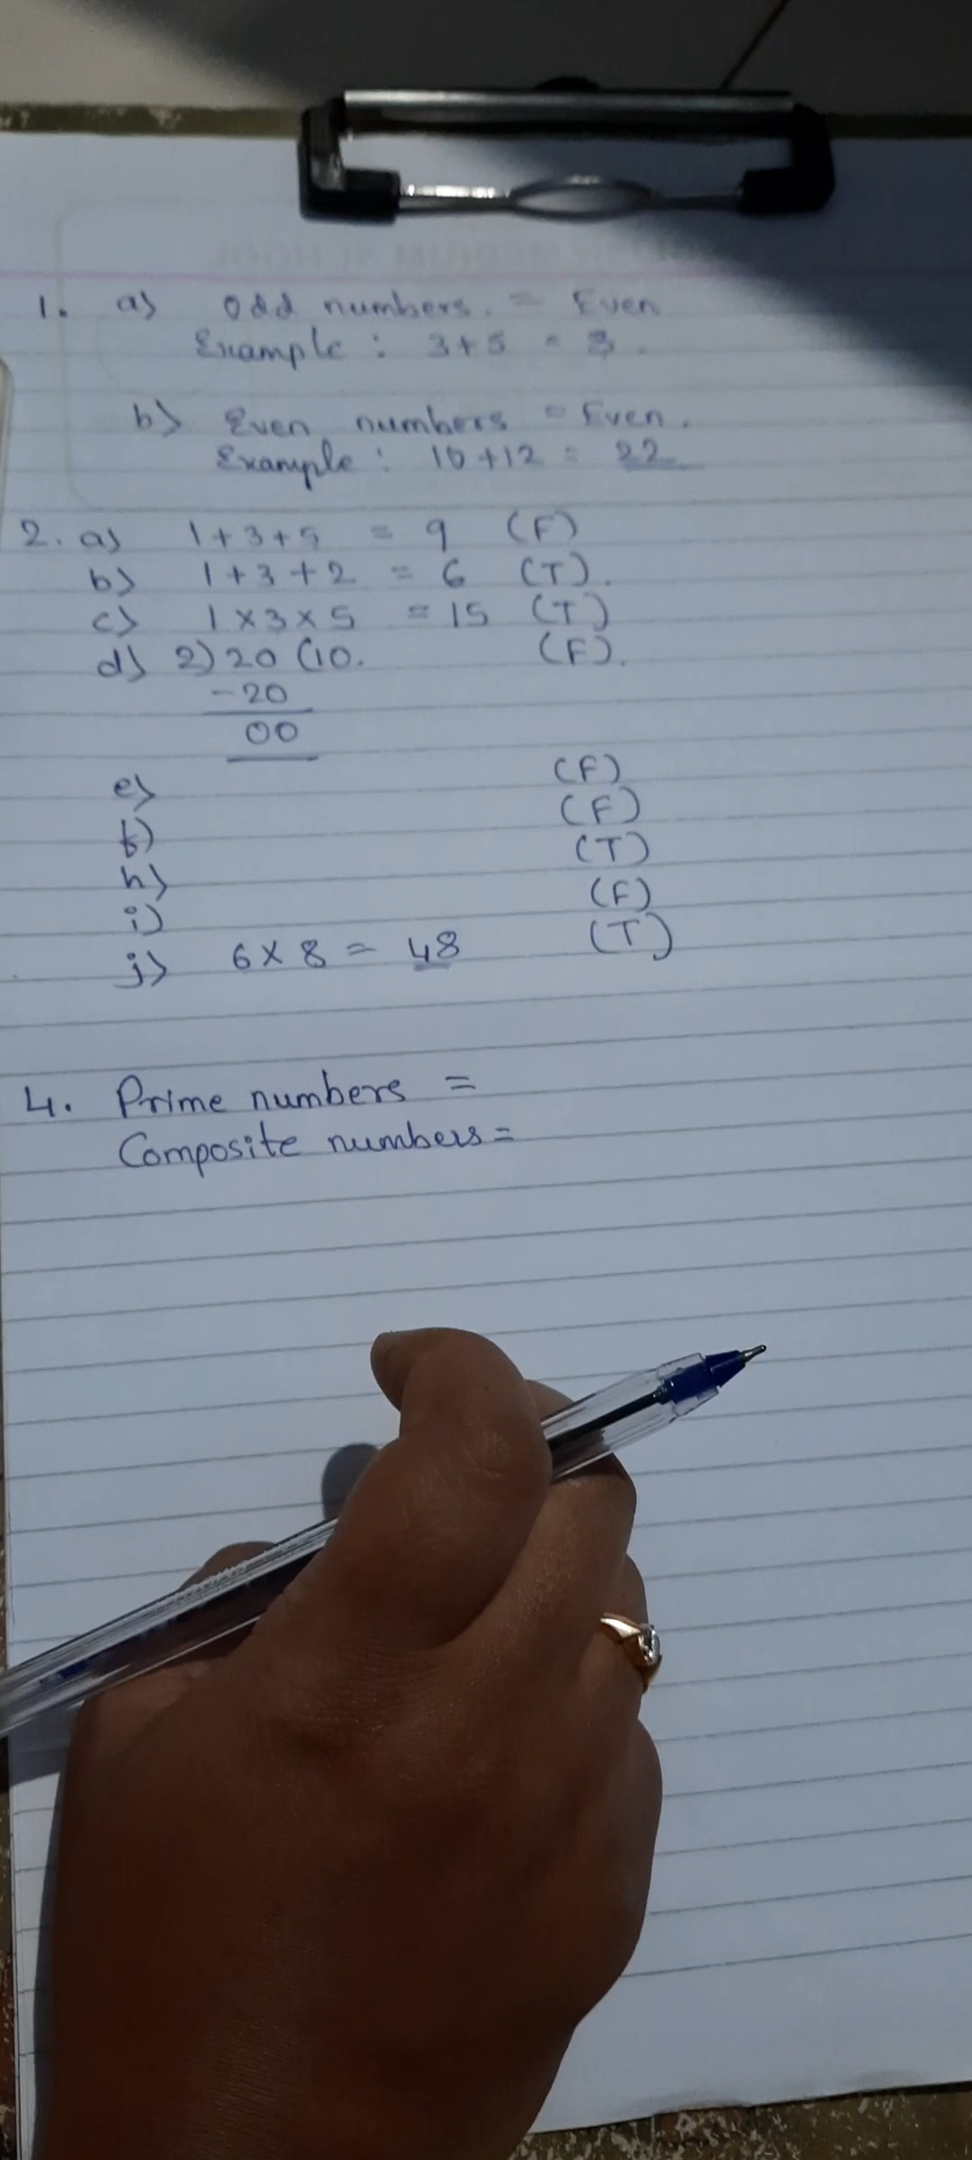 1. a) Odd numbers. = Even
Example : 3+5 = 8.
b) Even numbers = Even.
Example : 10+12 = 22
2. a) 1+3+5 = 9 (F)
b) 1+3+2 = 6 (T).
c) 1×3×5 = 15 (T)
d) 2)20(10. (F).
-20
00
e) (F)
f) (F)
h) (T)
i) (F)
j) 6×8 = 48 (T)
4. Prime numbers =
Composite numbers =